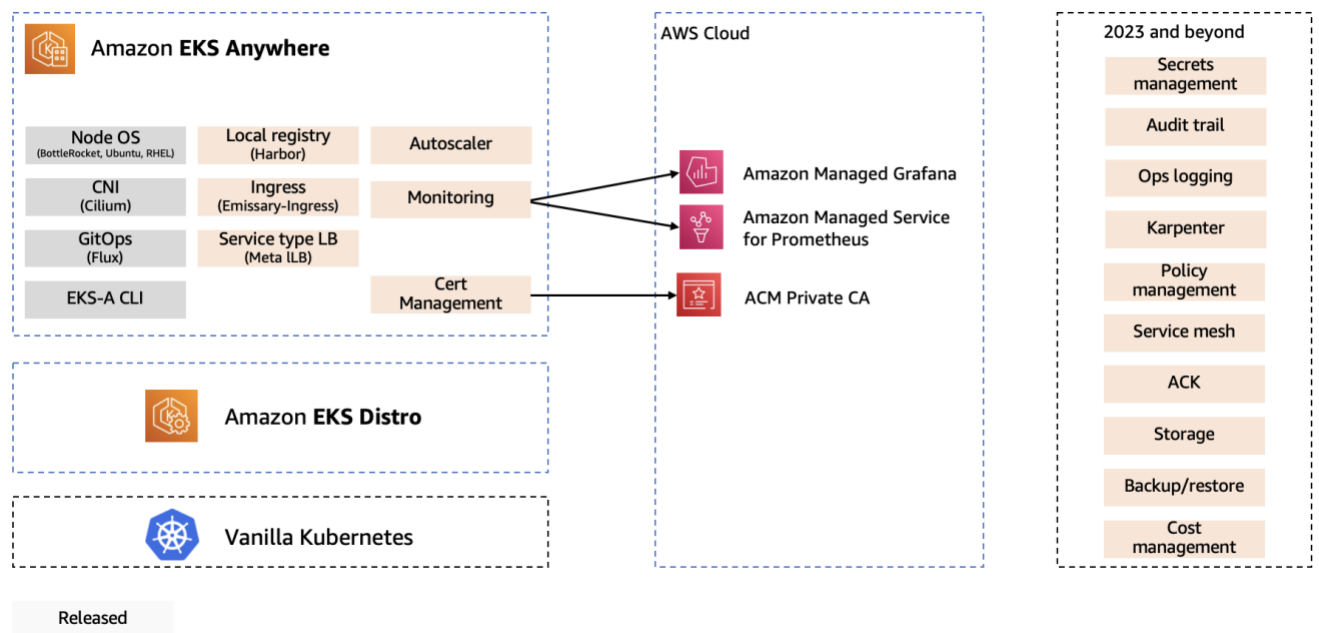 Amazon EKS Anywhere
Node OS
(BottleRocket, Ubuntu, RHEL)
CNI
(Cilium)
GitOps
(Flux)
EKS-A CLI
Local registry
(Harbor)
Ingress
(Emissary-Ingress)
Service type LB
(Meta lLB)
Autoscaler
Monitoring
Cert
Management
Amazon EKS Distro
Vanilla Kubernetes
Released
AWS Cloud
Amazon Managed Grafana
Amazon Managed Service
for Prometheus
ACM Private CA
2023 and beyond
Secrets
management
Audit trail
Ops logging
Karpenter
Policy
management
Service mesh
ACK
Storage
Backup/restore
Cost
management